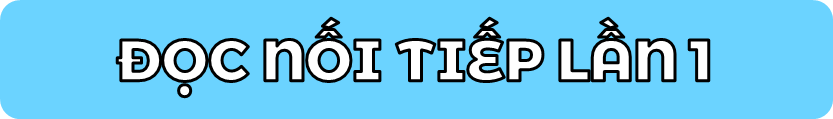 ĐỌC NỐI TIẾP LẦN 1